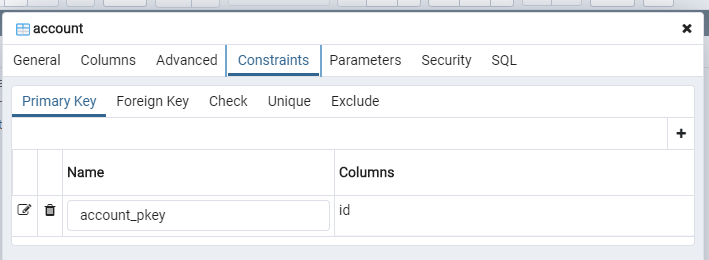 account
General Columns Advanced Constraints Parameters Security SQL
Primary Key Foreign Key Check Unique Exclude
Name Columns
account_pkey id